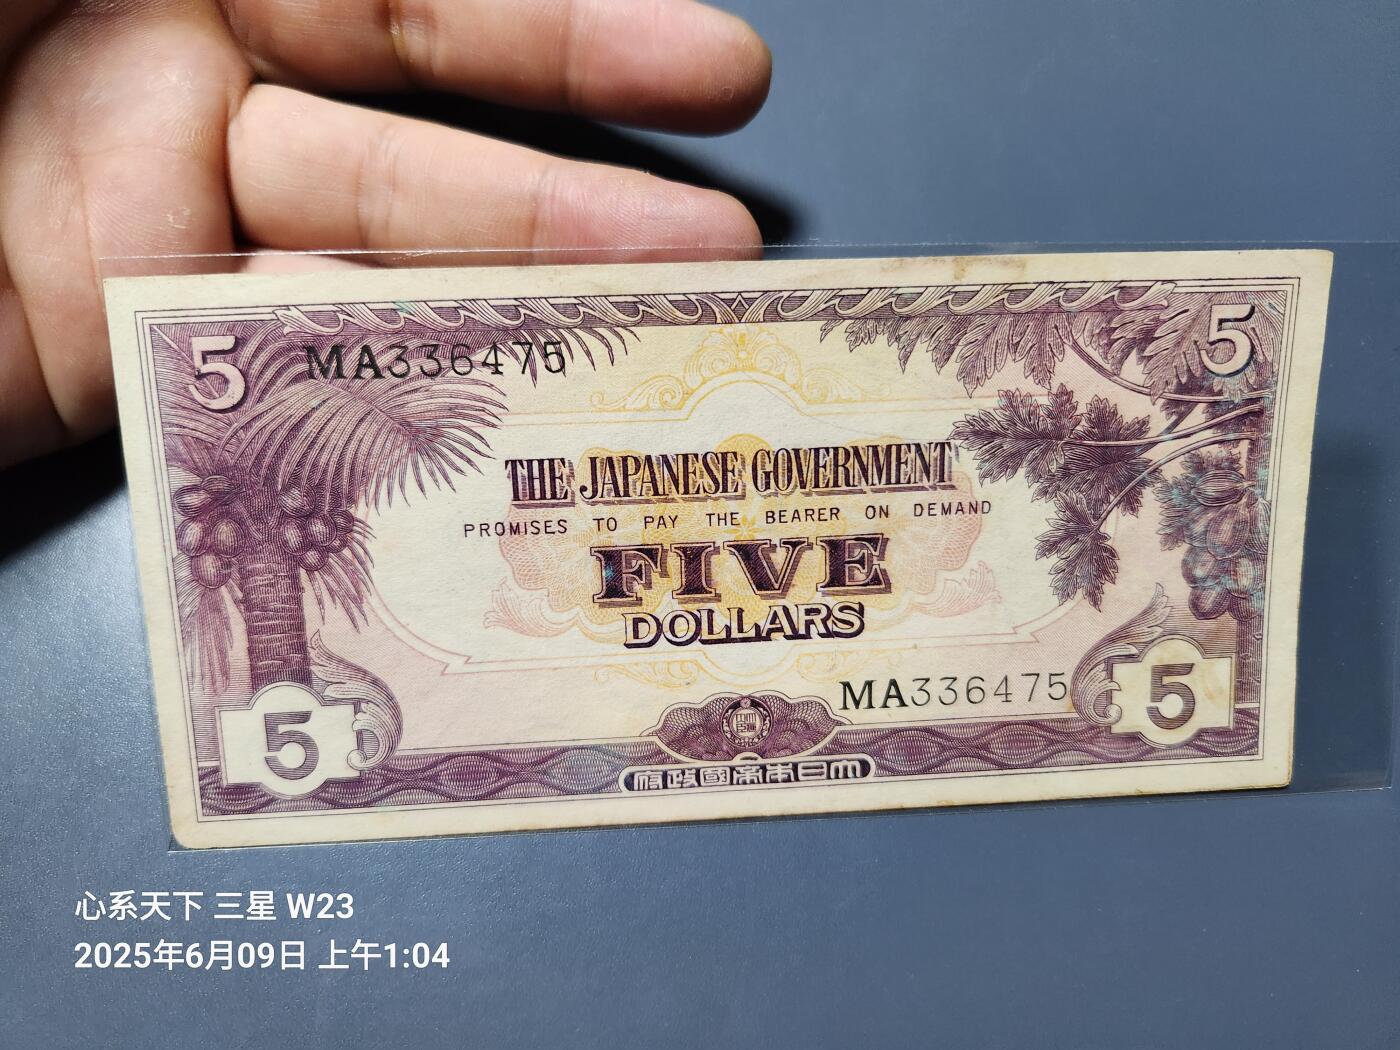 5
MA336475
5
THE JAPANESE GOVERNMENT
PROMISES TO PAY THE BEARER ON DEMAND
FIVE
DOLLARS
MA336475
5
5
府政國帝本日大
心系天下 三星 W23
2025年6月09日 上午1:04